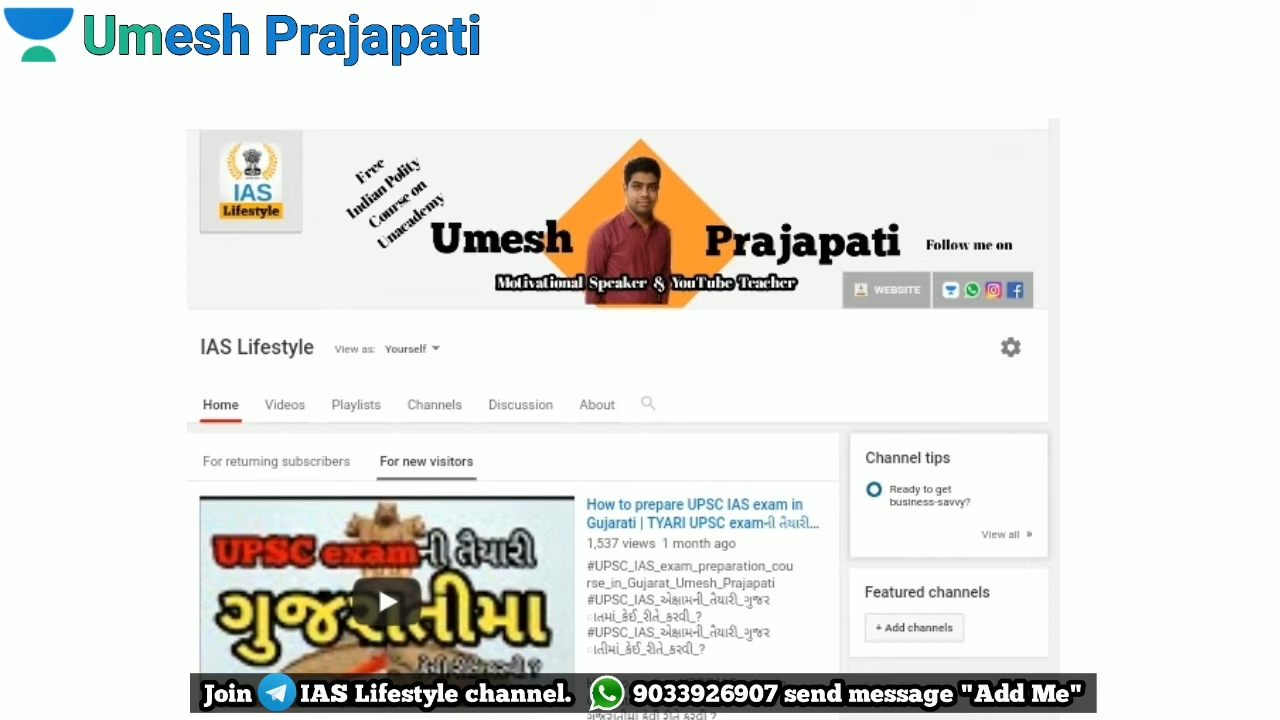 Umesh Prajapati
IAS
Lifestyle
Free
Indian Polity
Course on
Unacademy
Umesh Prajapati
Motivational Speaker & YouTube Teacher
Follow me on
WEBSITE
IAS Lifestyle View as: Yourself
Home Videos Playlists Channels Discussion About
For returning subscribers For new visitors
UPSC examની તૈયારી
ગુજરાતીમા
કેવી રીતે કરવી ?
How to prepare UPSC IAS exam in
Gujarati | TYARI UPSC examની તૈયારી...
1,537 views 1 month ago
#UPSC_IAS_exam_preparation_cou
rse_in_Gujarat_Umesh_Prajapati
#UPSC_IAS_એક્ષામની_તૈયારી_ગુજર
ાતમાં_કેઈ_રીતે_કરવી_?
#UPSC_IAS_એક્ષામની_તૈયારી_ગુજર
ાતીમાં_કેઈ_રીતે_કરવી_?
Channel tips
Ready to get
business-savvy?
View all »
Featured channels
+ Add channels
Join IAS Lifestyle channel. 9033926907 send message "Add Me"